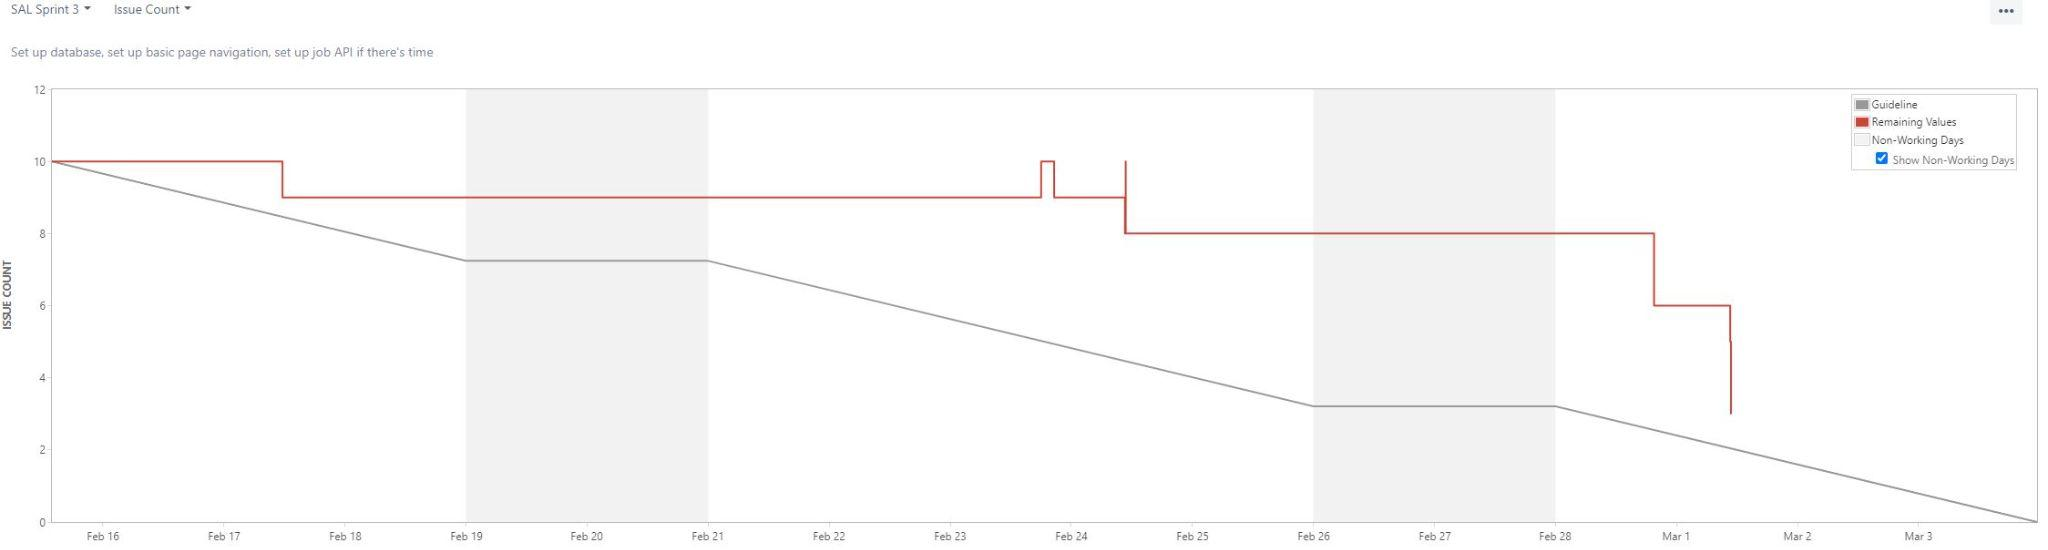 SAL Sprint 3 Issue Count
Set up database, set up basic page navigation, set up job API if there's time
12
10
8
6
4
2
0
ISSUE COUNT
Guideline
Remaining Values
Non-Working Days
Show Non-Working Days
Feb 16 Feb 17 Feb 18 Feb 19 Feb 20 Feb 21 Feb 22 Feb 23 Feb 24 Feb 25 Feb 26 Feb 27 Feb 28 Mar 1 Mar 2 Mar 3